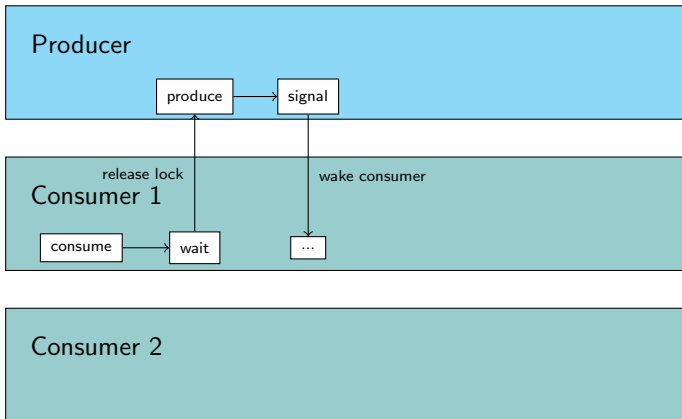 Producer
produce
signal
release lock
wake consumer
Consumer 1
consume
wait
...
Consumer 2